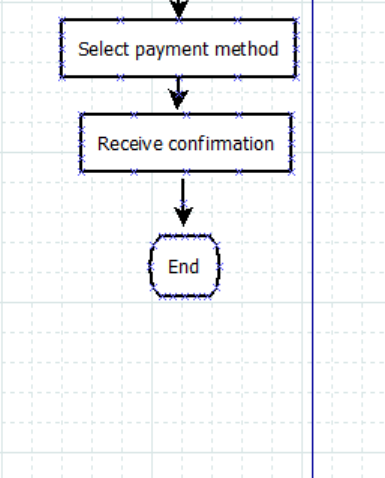 Select payment method
Receive confirmation
End